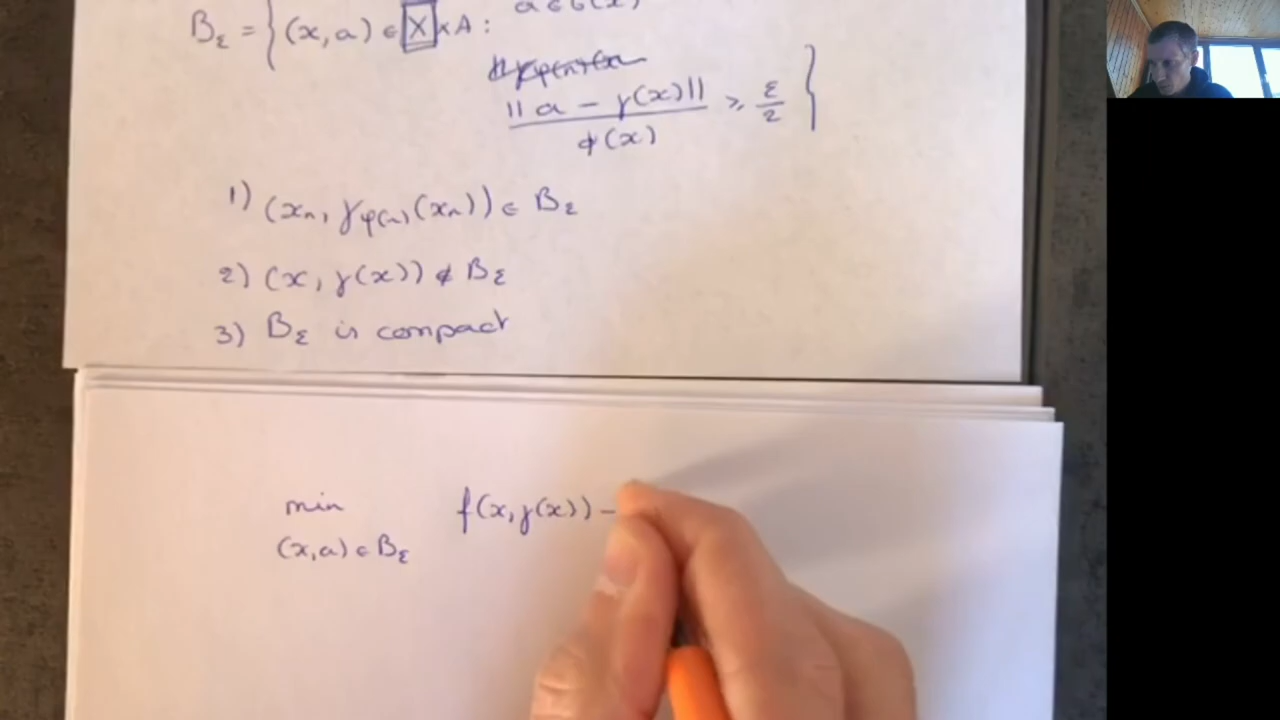 a ∈ G(x)
B_ε = { (x, a) ∈ X × A :
||a − γ(x)|| / φ(x) ≥ ε/2 }
1) (x_n, γ_φ(n)(x_n)) ∈ B_ε
2) (x, γ(x)) ∉ B_ε
3) B_ε is compact
min f(x, γ(x)) −
(x, a) ∈ B_ε